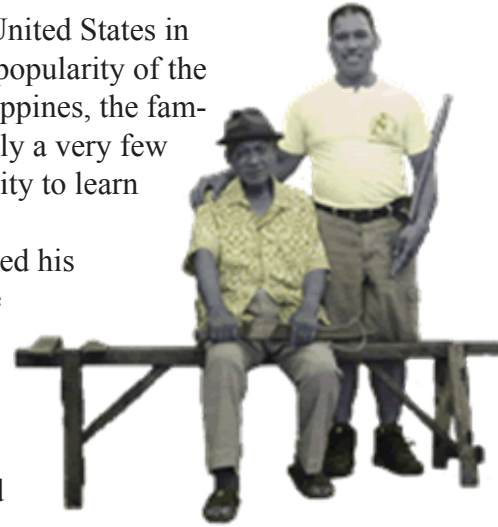 United States in
popularity of the
ppines, the fam-
ly a very few
ity to learn
ed his